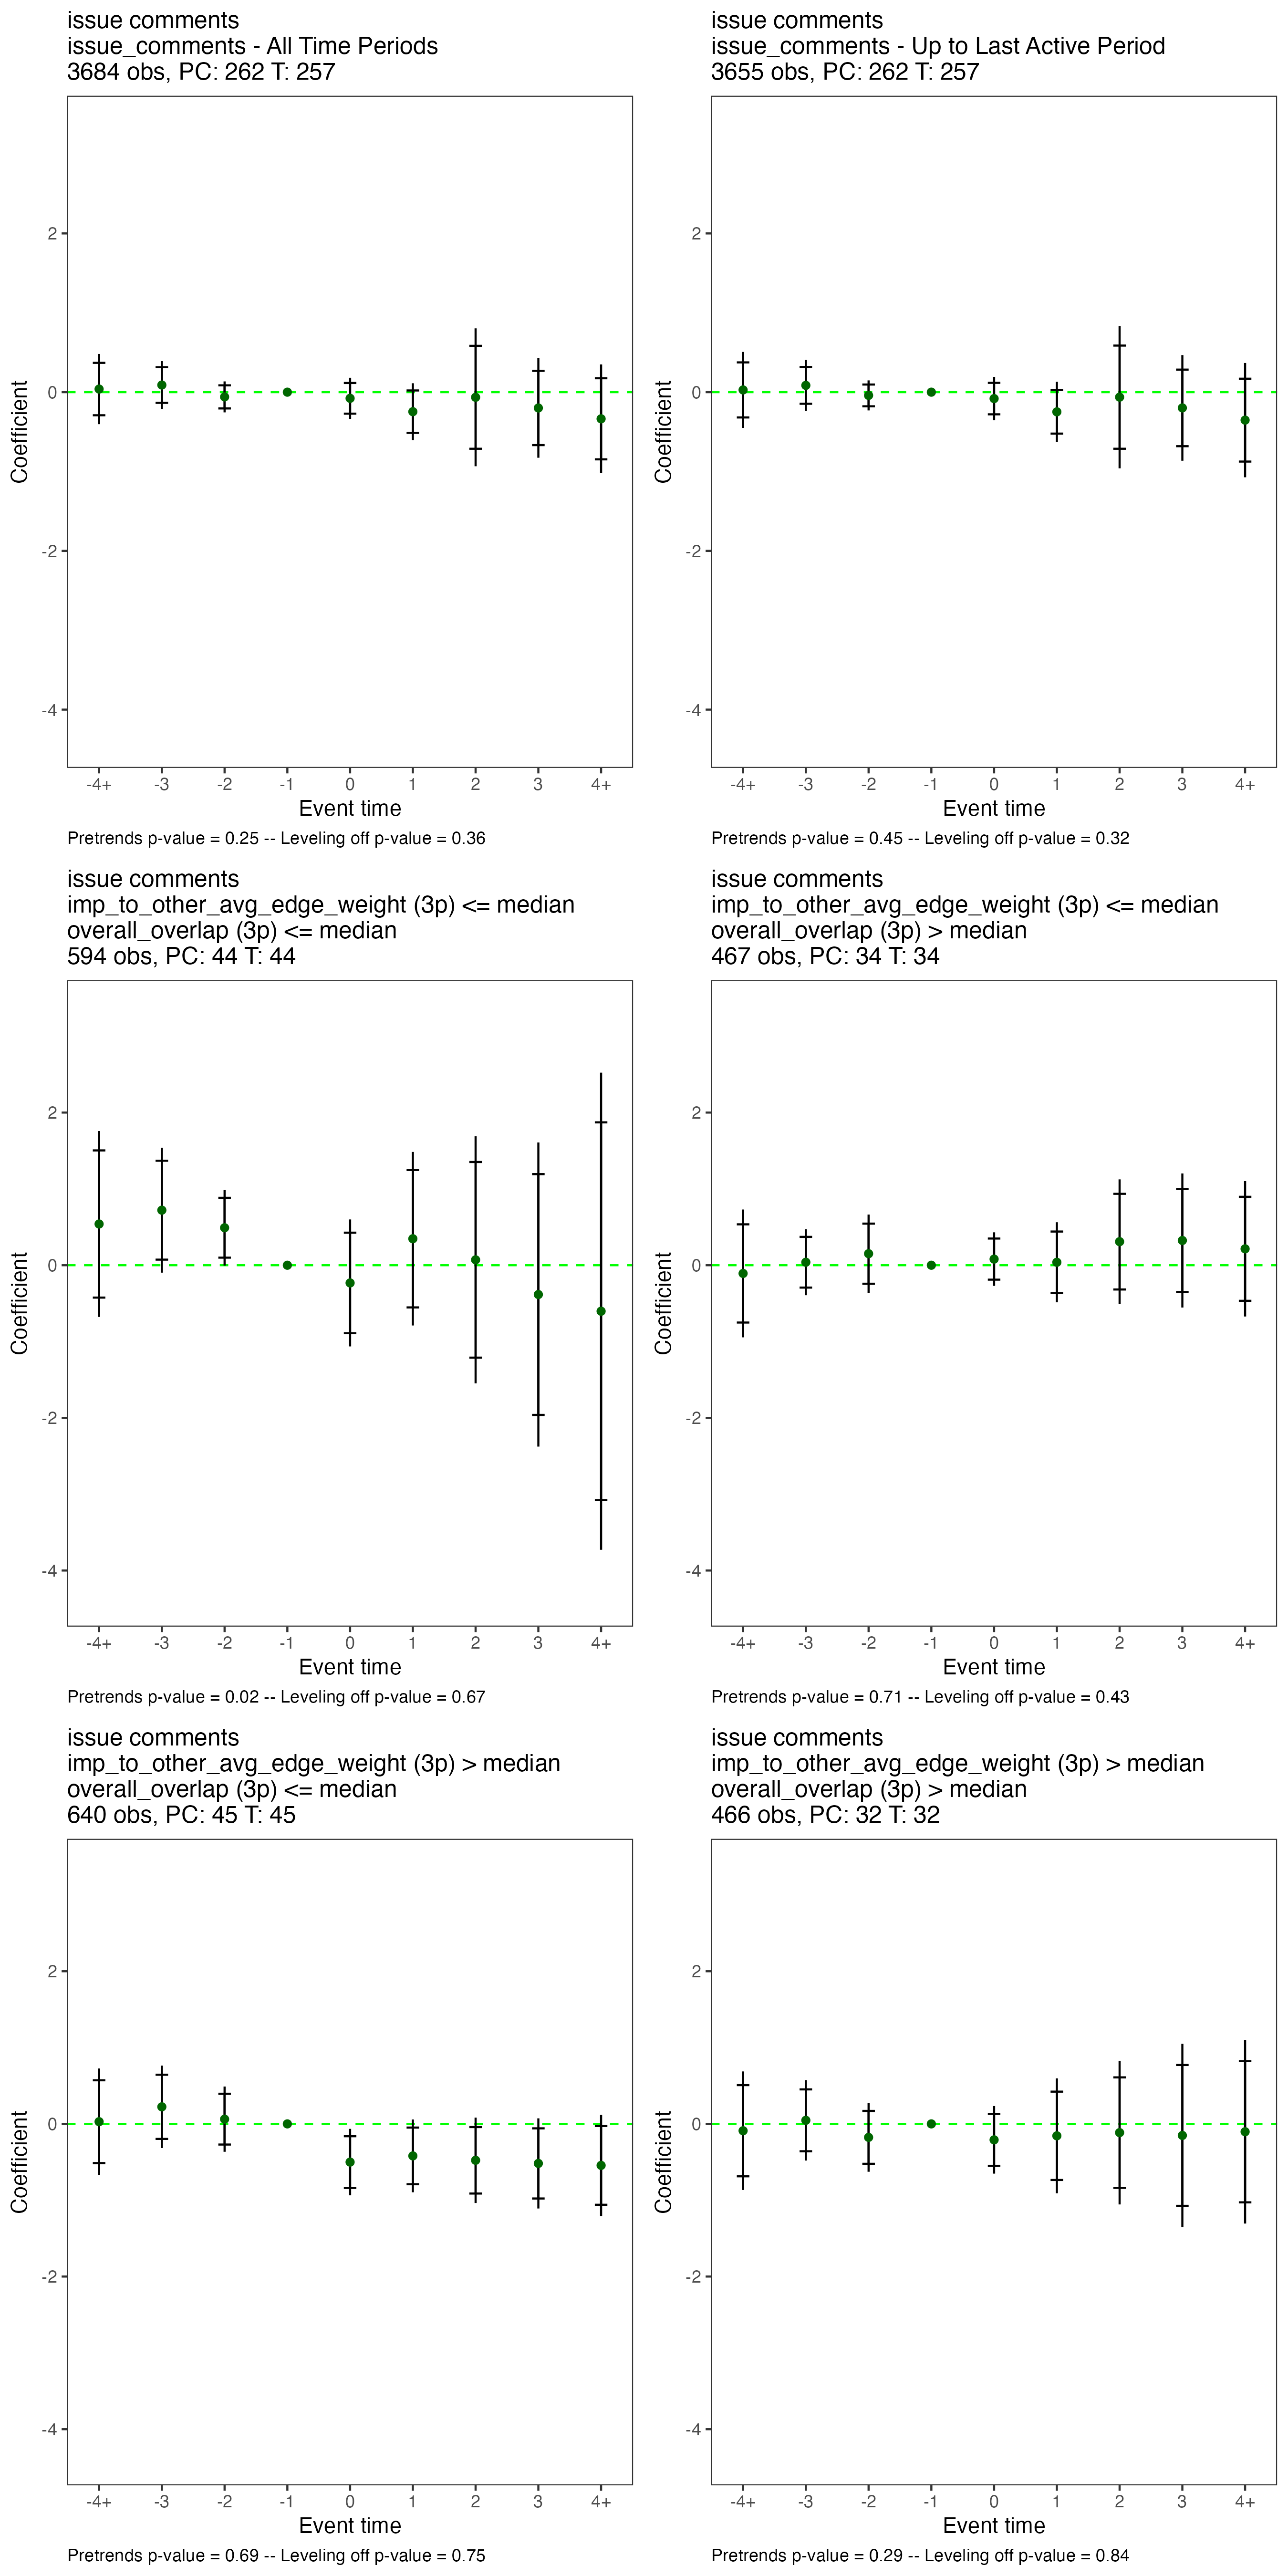 issue comments
issue_comments - All Time Periods
3684 obs, PC: 262 T: 257
Coefficient
2
0
-2
-4
-4+ -3 -2 -1 0 1 2 3 4+
Event time
Pretrends p-value = 0.25 -- Leveling off p-value = 0.36
issue comments
issue_comments - Up to Last Active Period
3655 obs, PC: 262 T: 257
Coefficient
2
0
-2
-4
-4+ -3 -2 -1 0 1 2 3 4+
Event time
Pretrends p-value = 0.45 -- Leveling off p-value = 0.32
issue comments
imp_to_other_avg_edge_weight (3p) <= median
overall_overlap (3p) <= median
594 obs, PC: 44 T: 44
Coefficient
2
0
-2
-4
-4+ -3 -2 -1 0 1 2 3 4+
Event time
Pretrends p-value = 0.02 -- Leveling off p-value = 0.67
issue comments
imp_to_other_avg_edge_weight (3p) <= median
overall_overlap (3p) > median
467 obs, PC: 34 T: 34
Coefficient
2
0
-2
-4
-4+ -3 -2 -1 0 1 2 3 4+
Event time
Pretrends p-value = 0.71 -- Leveling off p-value = 0.43
issue comments
imp_to_other_avg_edge_weight (3p) > median
overall_overlap (3p) <= median
640 obs, PC: 45 T: 45
Coefficient
2
0
-2
-4
-4+ -3 -2 -1 0 1 2 3 4+
Event time
Pretrends p-value = 0.69 -- Leveling off p-value = 0.75
issue comments
imp_to_other_avg_edge_weight (3p) > median
overall_overlap (3p) > median
466 obs, PC: 32 T: 32
Coefficient
2
0
-2
-4
-4+ -3 -2 -1 0 1 2 3 4+
Event time
Pretrends p-value = 0.29 -- Leveling off p-value = 0.84